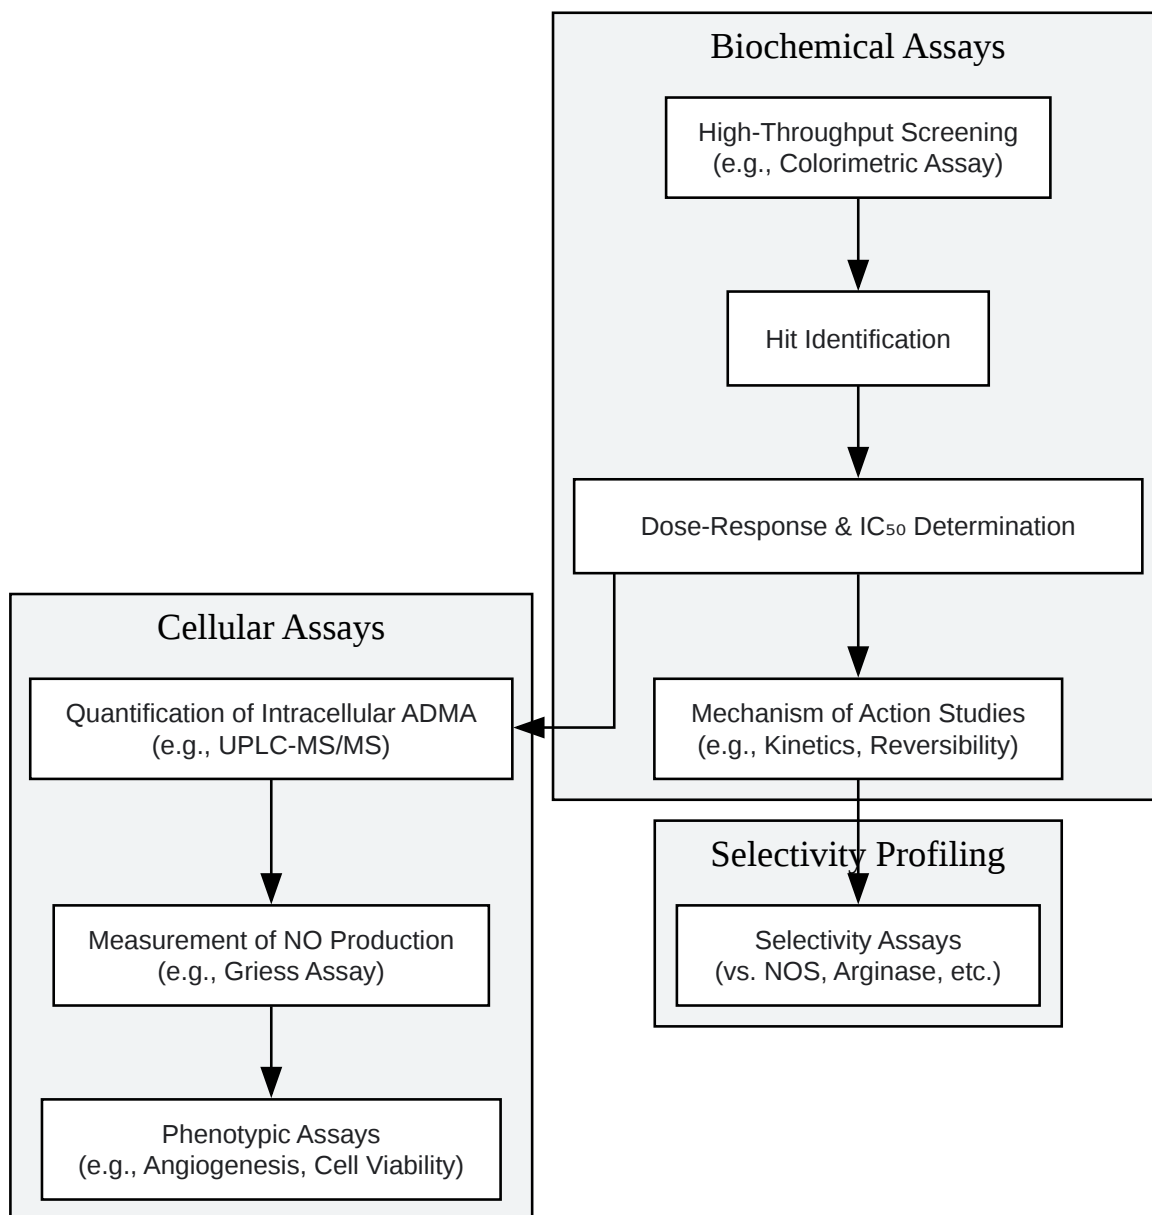 Biochemical Assays
High-Throughput Screening
(e.g., Colorimetric Assay)
Hit Identification
Dose-Response & IC₅₀ Determination
Mechanism of Action Studies
(e.g., Kinetics, Reversibility)
Cellular Assays
Quantification of Intracellular ADMA
(e.g., UPLC-MS/MS)
Measurement of NO Production
(e.g., Griess Assay)
Phenotypic Assays
(e.g., Angiogenesis, Cell Viability)
Selectivity Profiling
Selectivity Assays
(vs. NOS, Arginase, etc.)